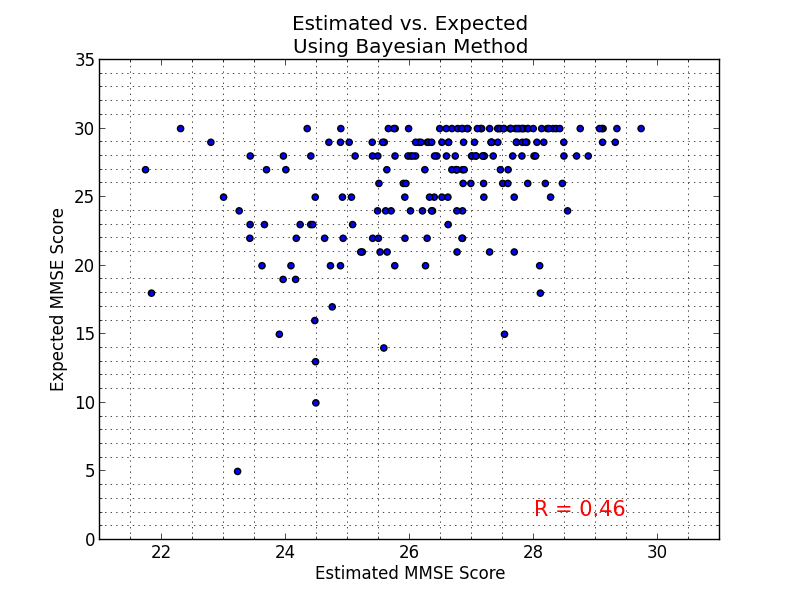 Estimated vs. Expected
Using Bayesian Method
Expected MMSE Score
35
30
25
20
15
10
5
0
R = 0.46
22 24 26 28 30
Estimated MMSE Score